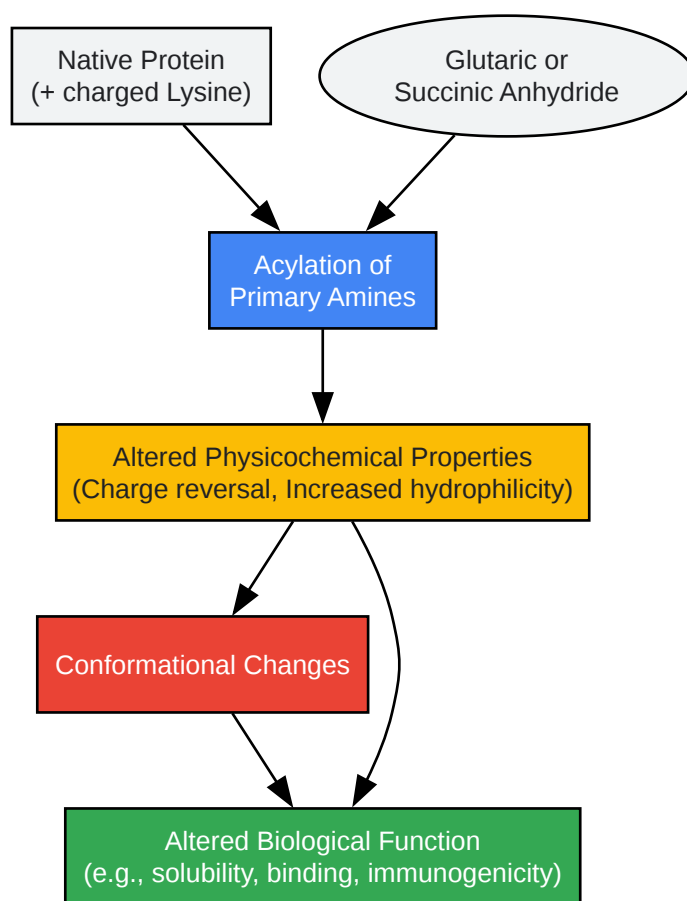 Native Protein
(+ charged Lysine)
Glutaric or
Succinic Anhydride
Acylation of
Primary Amines
Altered Physicochemical Properties
(Charge reversal, Increased hydrophilicity)
Conformational Changes
Altered Biological Function
(e.g., solubility, binding, immunogenicity)